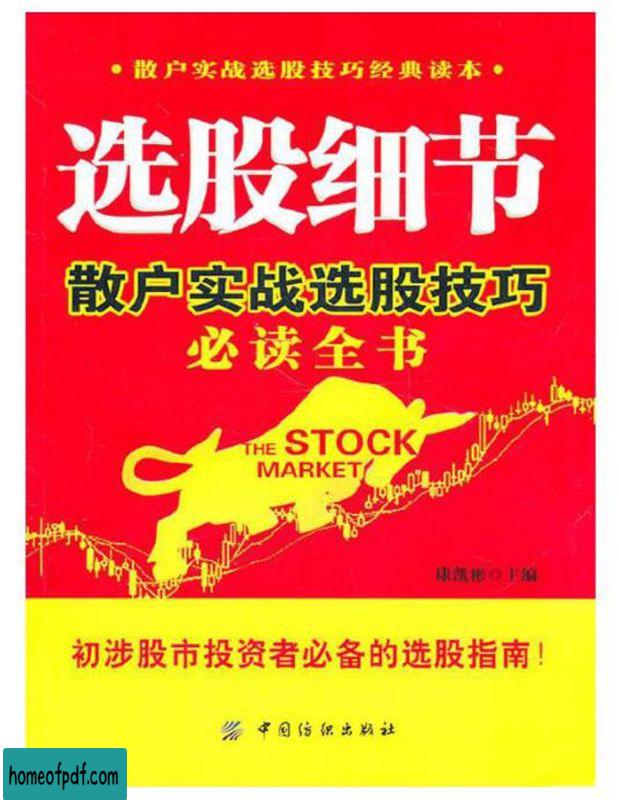 • 散户实战选股技巧经典读本 •
选股细节
散户实战选股技巧
必读全书
THE STOCK
MARKET
康凯彬◎主编
初涉股市投资者必备的选股指南！
中国纺织出版社
homeofpdf.com